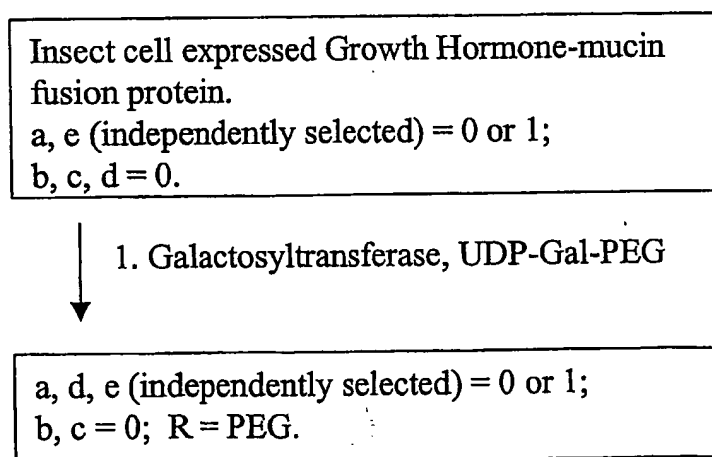 Insect cell expressed Growth Hormone-mucin
fusion protein.
a, e (independently selected) = 0 or 1;
b, c, d = 0.
1. Galactosyltransferase, UDP-Gal-PEG
a, d, e (independently selected) = 0 or 1;
b, c = 0; R = PEG.